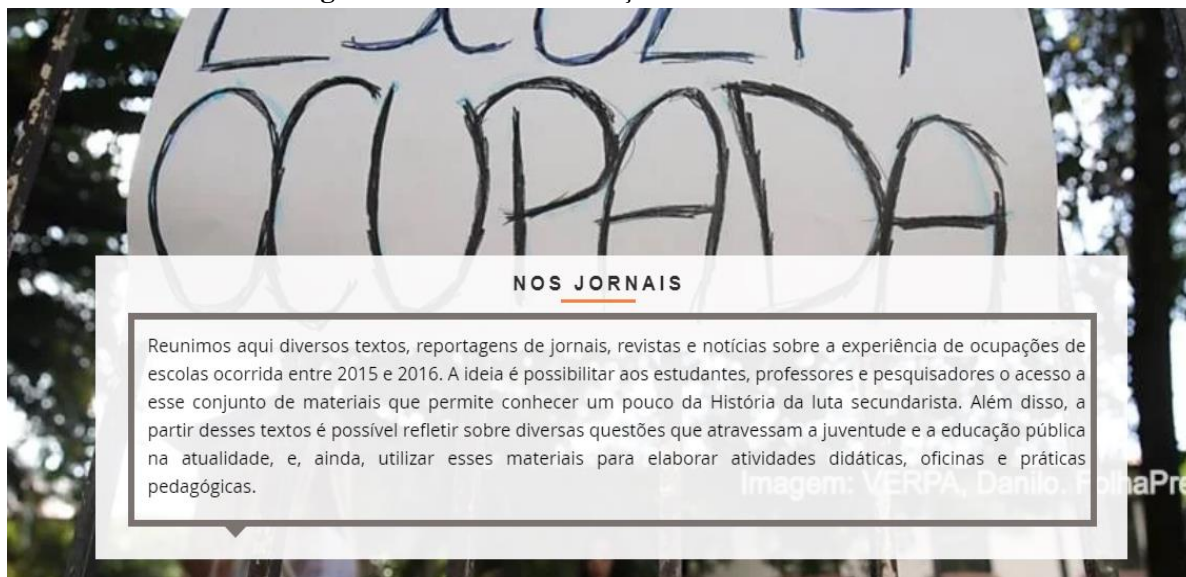 OCUPADA
NOS JORNAIS
Reunimos aqui diversos textos, reportagens de jornais, revistas e notícias sobre a experiência de ocupações de
escolas ocorrida entre 2015 e 2016. A ideia é possibilitar aos estudantes, professores e pesquisadores o acesso a
esse conjunto de materiais que permite conhecer um pouco da História da luta secundarista. Além disso, a
partir desses textos é possível refletir sobre diversas questões que atravessam a juventude e a educação pública
na atualidade, e, ainda, utilizar esses materiais para elaborar atividades didáticas, oficinas e práticas
pedagógicas.
Imagem: VERPA, Danilo. FolhaPre